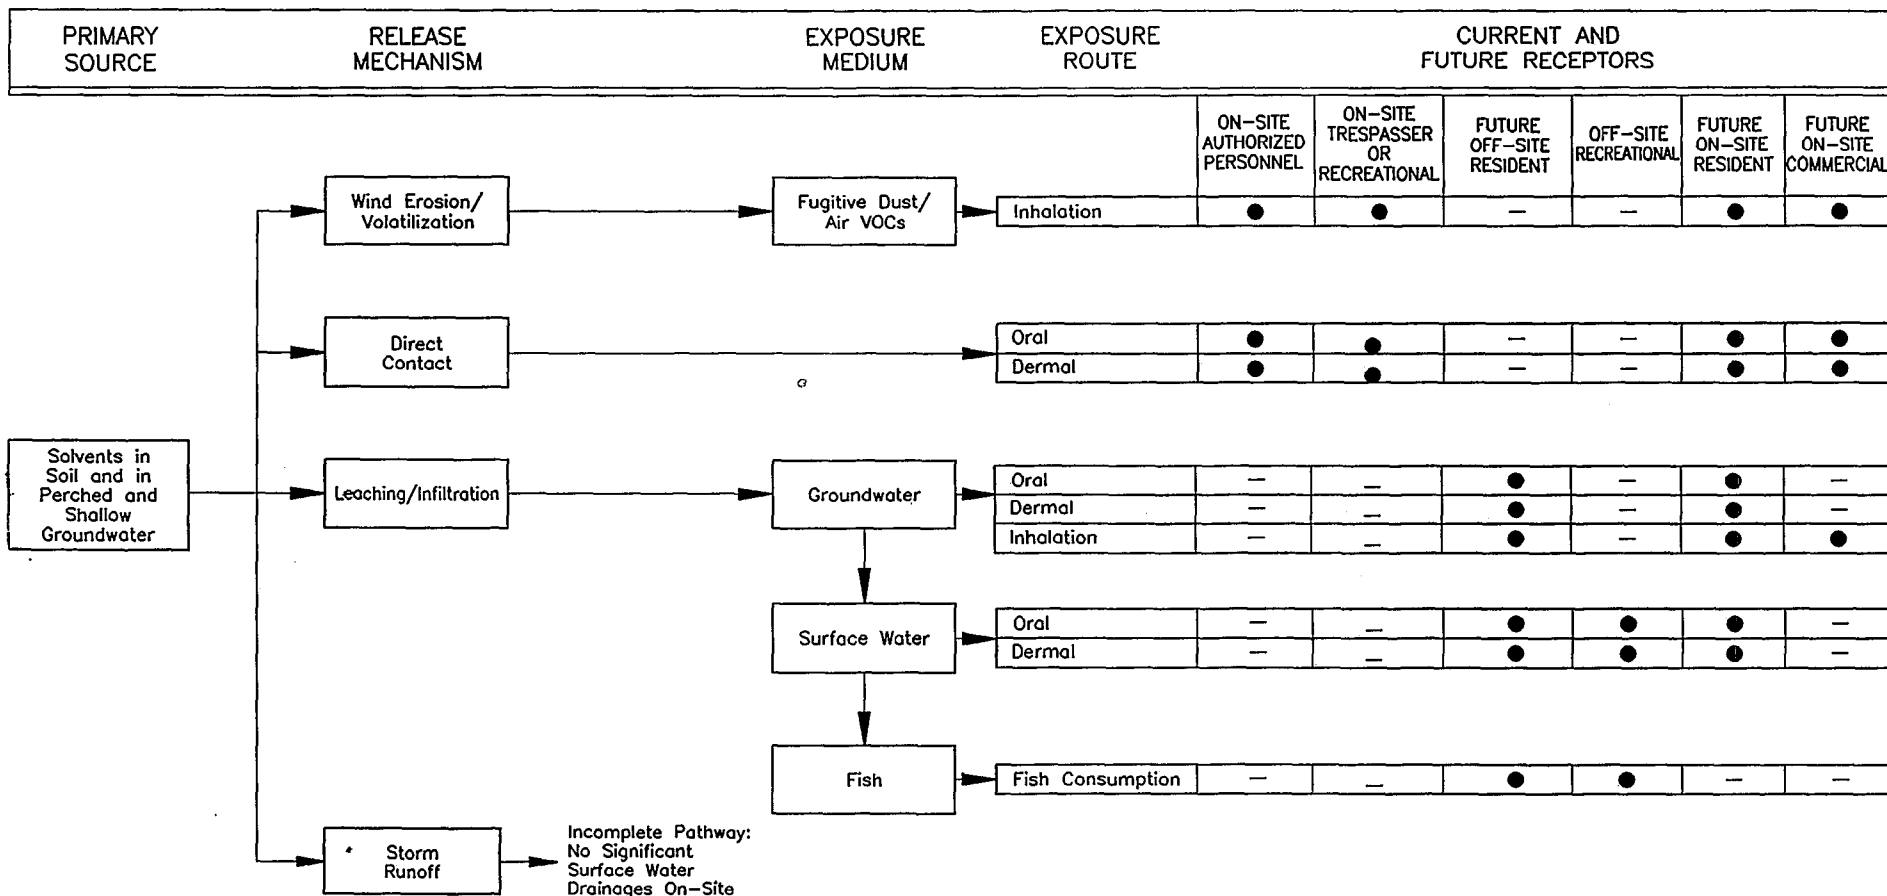 PRIMARY SOURCE
RELEASE MECHANISM
EXPOSURE MEDIUM
EXPOSURE ROUTE
CURRENT AND FUTURE RECEPTORS
ON-SITE AUTHORIZED PERSONNEL
ON-SITE TRESPASSER OR RECREATIONAL
FUTURE OFF-SITE RESIDENT
OFF-SITE RECREATIONAL
FUTURE ON-SITE RESIDENT
FUTURE ON-SITE COMMERCIAL
Wind Erosion/
Volatilization
Fugitive Dust/
Air VOCs
Inhalation ● ● – – ● ●
Direct
Contact
Oral ● ● – – ● ●
Dermal ● ● – – ● ●
Solvents in
Soil and in
Perched and
Shallow
Groundwater
Leaching/Infiltration
Groundwater
Oral – – ● – ● –
Dermal – – ● – ● –
Inhalation – – ● – ● ●
Surface Water
Oral – – ● ● ● –
Dermal – – ● ● ● –
Fish
Fish Consumption – – ● ● – –
Storm
Runoff
Incomplete Pathway:
No Significant
Surface Water
Drainages On-Site